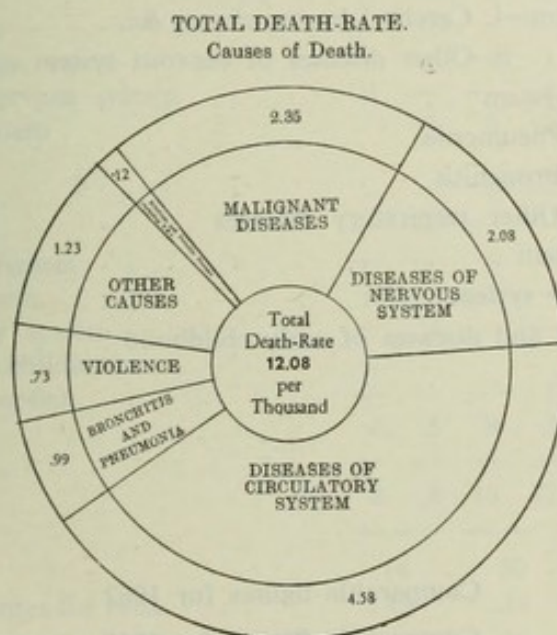 TOTAL DEATH-RATE.
Causes of Death.
2.35
.12
MALIGNANT
DISEASES
2.08
DISEASES OF
NERVOUS
SYSTEM
1.23
OTHER
CAUSES
Total
Death-Rate
12.08
per
Thousand
.73
VIOLENCE
.99
BRONCHITIS
AND
PNEUMONIA
DISEASES OF
CIRCULATORY
SYSTEM
4.58